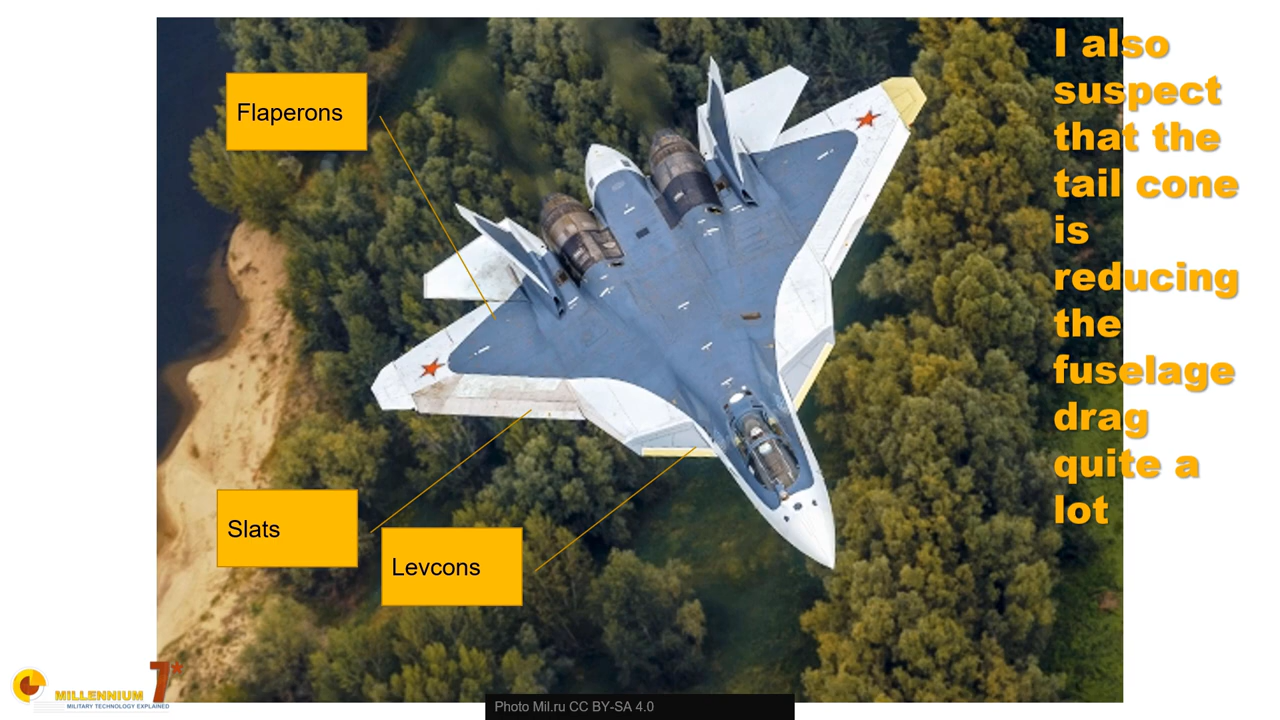 I also
suspect
that the
tail cone
is
reducing
the
fuselage
drag
quite a
lot
Flaperons
Slats
Levcons
MILLENNIUM 7*
MILITARY TECHNOLOGY EXPLAINED
Photo Mil.ru CC BY-SA 4.0